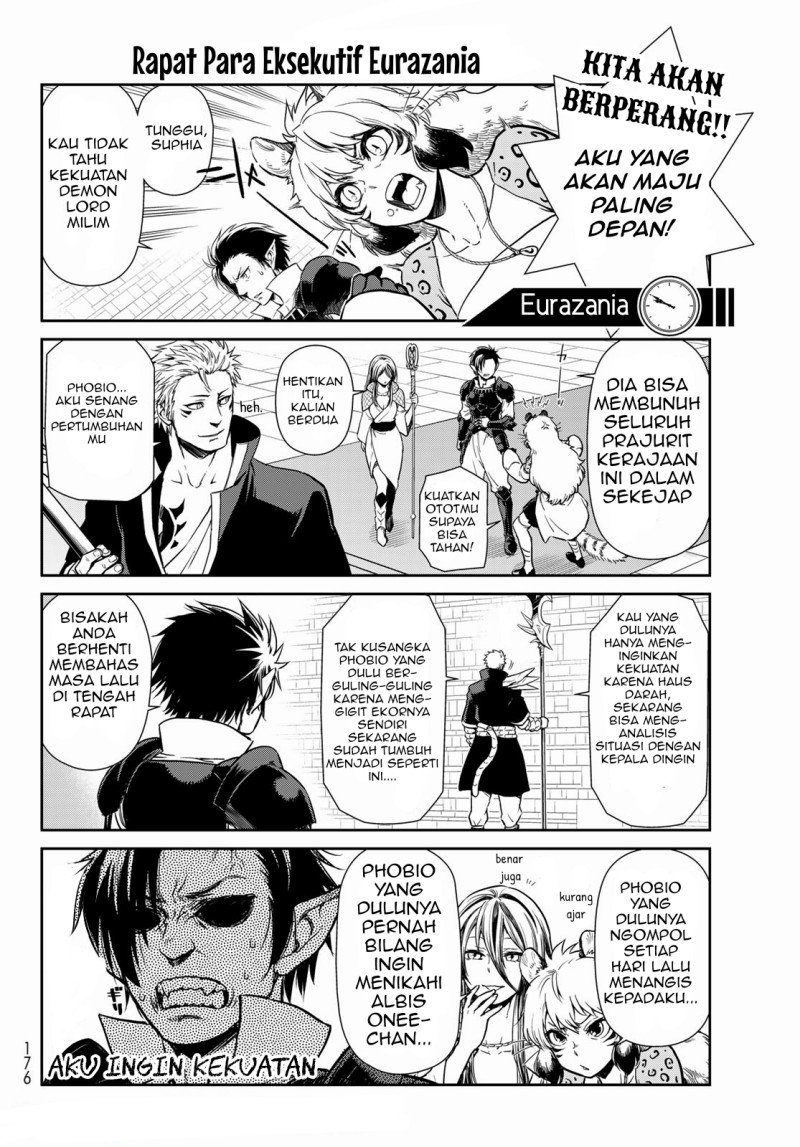 Rapat Para Eksekutif Eurazania
KITA AKAN
BERPERANG!!
AKU YANG
AKAN MAJU
PALING
DEPAN!
TUNGGU,
SUPHIA
KAU TIDAK
TAHU
KEKUATAN
DEMON
LORD
MILIM
Eurazania
DIA BISA
MEMBUNUH
SELURUH
PRAJURIT
KERAJAAN
INI DALAM
SEKEJAP
KUATKAN
OTOTMU
SUPAYA
BISA
TAHAN!
HENTIKAN
ITU,
KALIAN
BERDUA
heh.
PHOBIO...
AKU SENANG
DENGAN
PERTUMBUHAN
MU
KAU YANG
DULUNYA
HANYA MENG-
INGINKAN
KEKUATAN
KARENA HAUS
DARAH,
SEKARANG
BISA MENG-
ANALISIS
SITUASI DENGAN
KEPALA DINGIN
TAK KUSANGKA
PHOBIO YANG
DULU BER-
GULING-GULING
KARENA MENG-
GIGIT EKORNYA
SENDIRI
SEKARANG
SUDAH TUMBUH
MENJADI SEPERTI
INI....
BISAKAH
ANDA
BERHENTI
MEMBAHAS
MASA LALU
DI TENGAH
RAPAT
PHOBIO
YANG
DULUNYA
NGOMPOL
SETIAP
HARI LALU
MENANGIS
KEPADAKU...
kurang
ajar
benar
juga
PHOBIO
YANG
DULUNYA
PERNAH
BILANG
INGIN
MENIKAHI
ALBIS
ONEE-
CHAN...
ギリ
AKU INGIN KEKUATAN
176